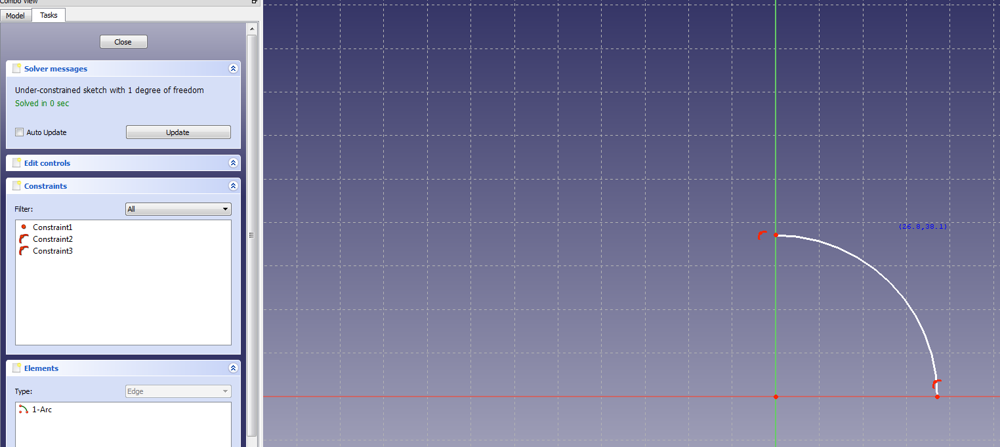 Combo View
Model Tasks
Close
Solver messages
Under-constrained sketch with 1 degree of freedom
Solved in 0 sec
Auto Update Update
Edit controls
Constraints
Filter: All
Constraint1
Constraint2
Constraint3
(26.8,38.1)
Elements
Type: Edge
1-Arc